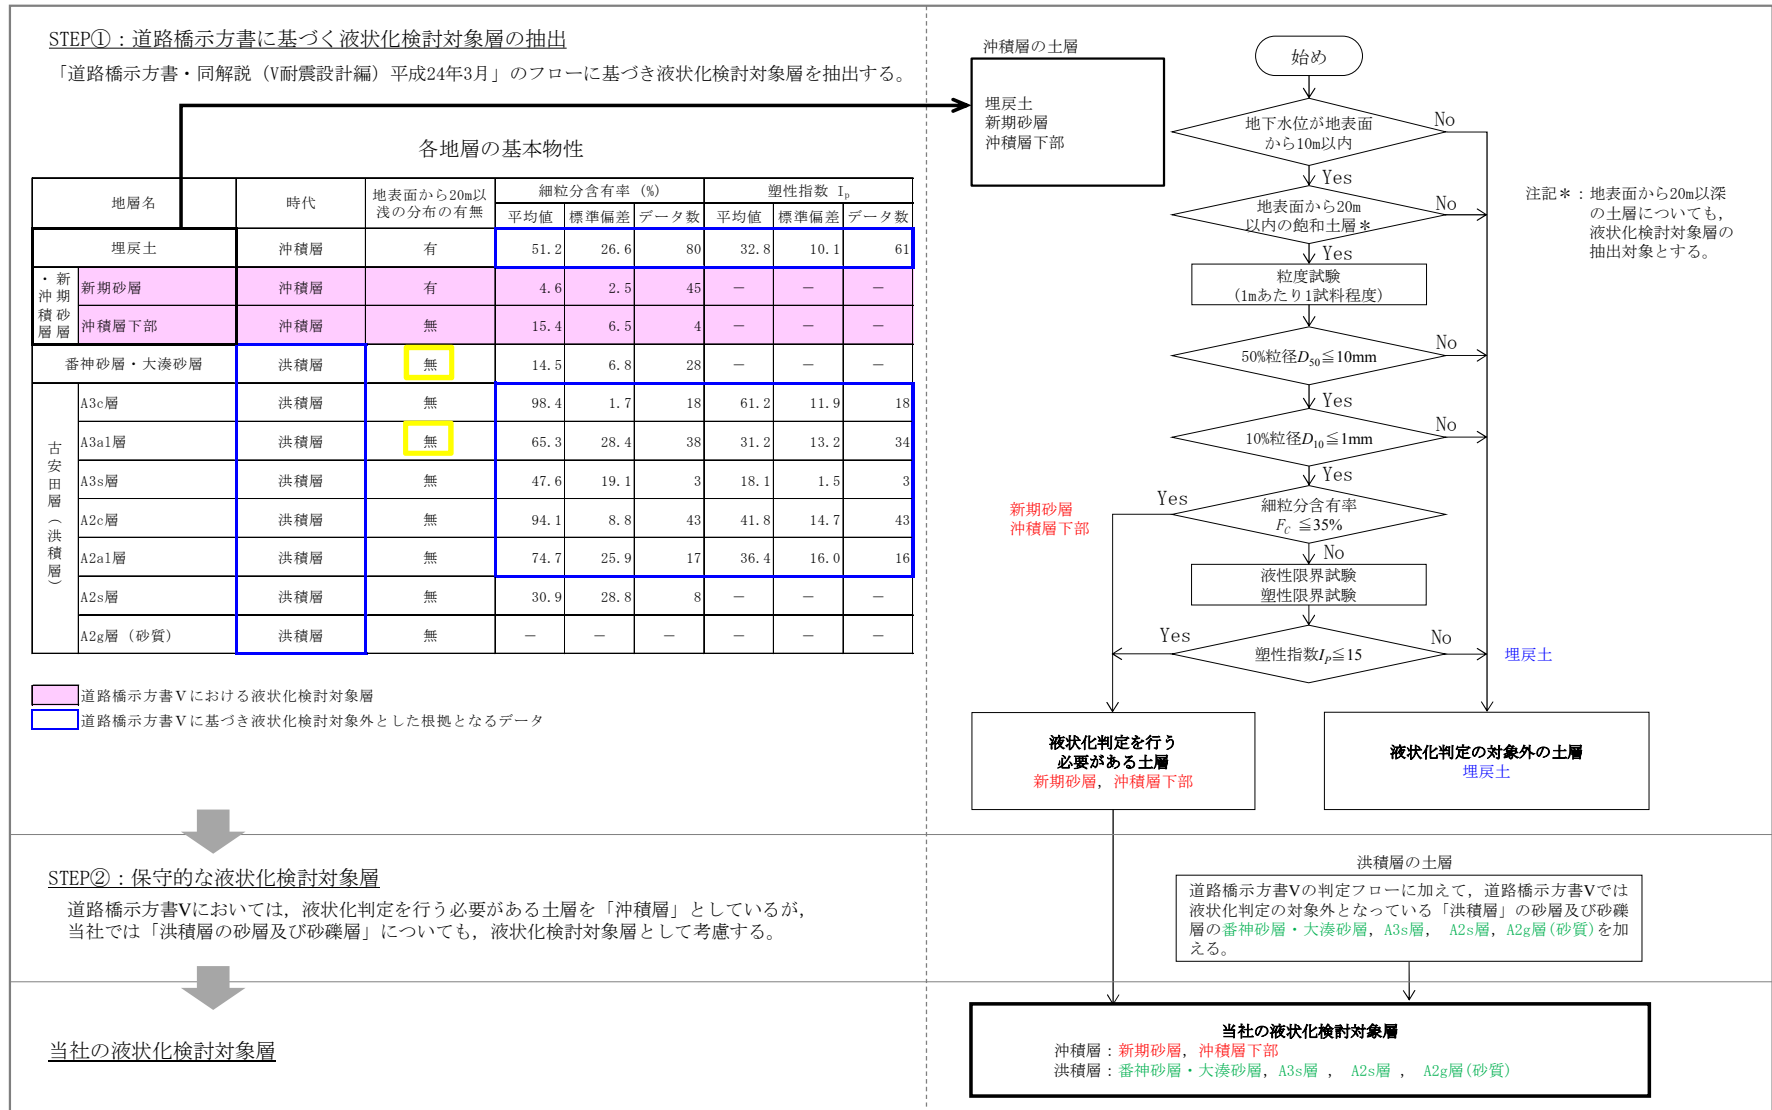 STEP①：道路橋示方書に基づく液状化検討対象層の抽出
「道路橋示方書・同解説（Ⅴ耐震設計編）平成24年3月」のフローに基づき液状化検討対象層を抽出する。
各地層の基本物性
地層名 時代 地表面から20m以浅の分布の有無 細粒分含有率 (%) 塑性指数 Ip
平均値 標準偏差 データ数 平均値 標準偏差 データ数
埋戻土 沖積層 有 51.2 26.6 80 32.8 10.1 61
新期砂層・沖積層
新期砂層 沖積層 有 4.6 2.5 45 － － －
沖積層下部 沖積層 無 15.4 6.5 4 － － －
番神砂層・大湊砂層 洪積層 無 14.5 6.8 28 － － －
古安田層（洪積層）
A3c層 洪積層 無 98.4 1.7 18 61.2 11.9 18
A3al層 洪積層 無 65.3 28.4 38 31.2 13.2 34
A3s層 洪積層 無 47.6 19.1 3 18.1 1.5 3
A2c層 洪積層 無 94.1 8.8 43 41.8 14.7 43
A2al層 洪積層 無 74.7 25.9 17 36.4 16.0 16
A2s層 洪積層 無 30.9 28.8 8 － － －
A2g層（砂質） 洪積層 無 － － － － － －
道路橋示方書Ⅴにおける液状化検討対象層
道路橋示方書Ⅴに基づき液状化検討対象外とした根拠となるデータ
沖積層の土層
埋戻土
新期砂層
沖積層下部
始め
地下水位が地表面
から10m以内
No
Yes
地表面から20m
以内の飽和土層＊
No
Yes
注記＊：地表面から20m以深
の土層についても，
液状化検討対象層の
抽出対象とする。
粒度試験
(1mあたり1試料程度)
50%粒径D50≦10mm
No
Yes
10%粒径D10≦1mm
No
Yes
細粒分含有率
FC ≦35%
Yes
新期砂層
沖積層下部
No
液性限界試験
塑性限界試験
塑性指数IP≦15
Yes
No
埋戻土
液状化判定を行う
必要がある土層
新期砂層，沖積層下部
液状化判定の対象外の土層
埋戻土
STEP②：保守的な液状化検討対象層
道路橋示方書Ⅴにおいては，液状化判定を行う必要がある土層を「沖積層」としているが，
当社では「洪積層の砂層及び砂礫層」についても，液状化検討対象層として考慮する。
洪積層の土層
道路橋示方書Ⅴの判定フローに加えて，道路橋示方書Ⅴでは
液状化判定の対象外となっている「洪積層」の砂層及び砂礫
層の番神砂層・大湊砂層，A3s層， A2s層，A2g層(砂質)を加
える。
当社の液状化検討対象層
当社の液状化検討対象層
沖積層：新期砂層，沖積層下部
洪積層：番神砂層・大湊砂層，A3s層 ， A2s層 ， A2g層(砂質)